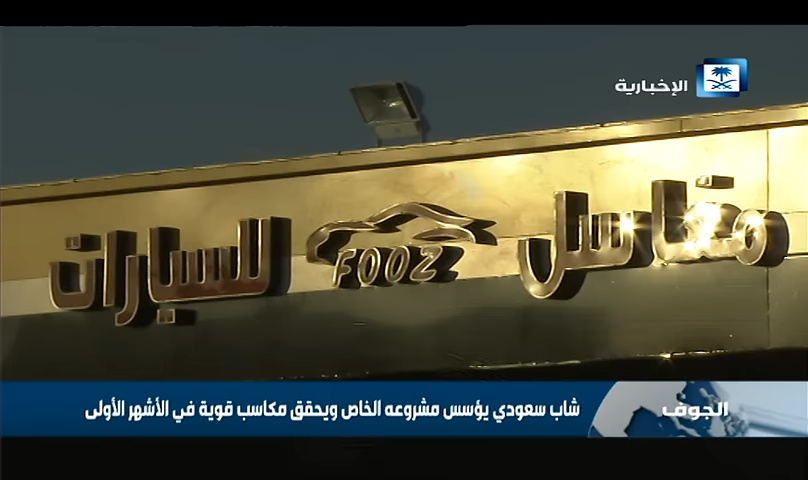 الإخبارية
مغاسل FOOZ للسيارات
الجوف
شاب سعودي يؤسس مشروعه الخاص ويحقق مكاسب قوية في الأشهر الأولى